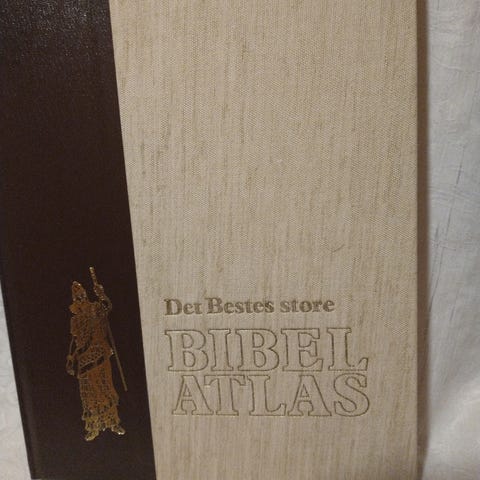 Det Bestes store
BIBEL
ATLAS